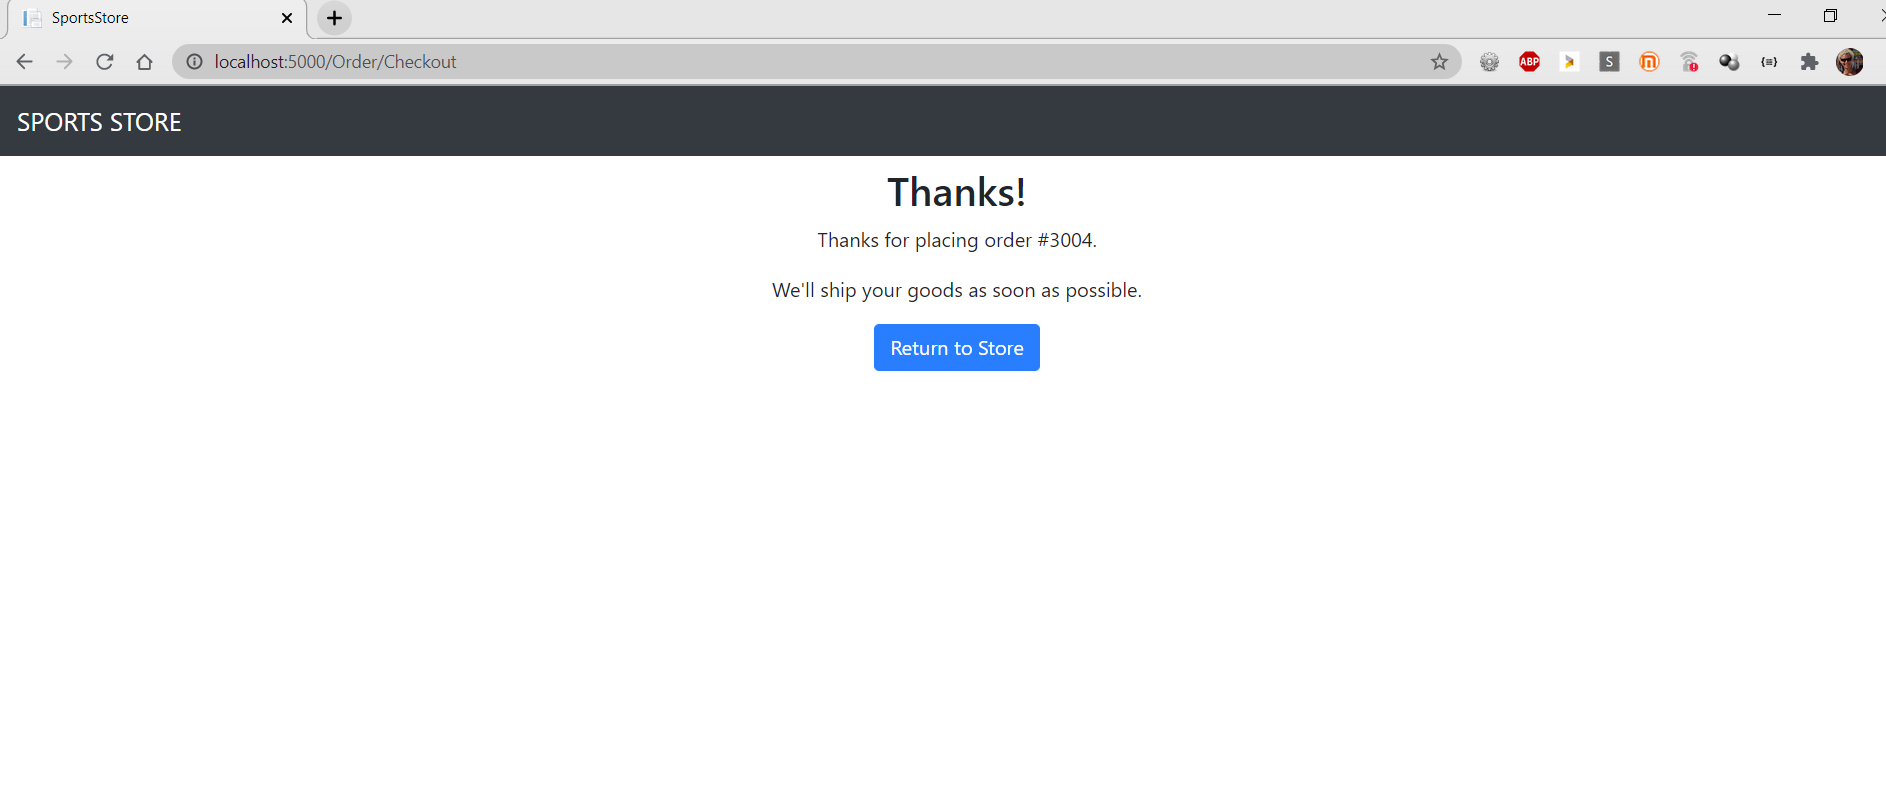 SportsStore
localhost:5000/Order/Checkout
ABP
S
{≡}
SPORTS STORE
Thanks!
Thanks for placing order #3004.
We'll ship your goods as soon as possible.
Return to Store